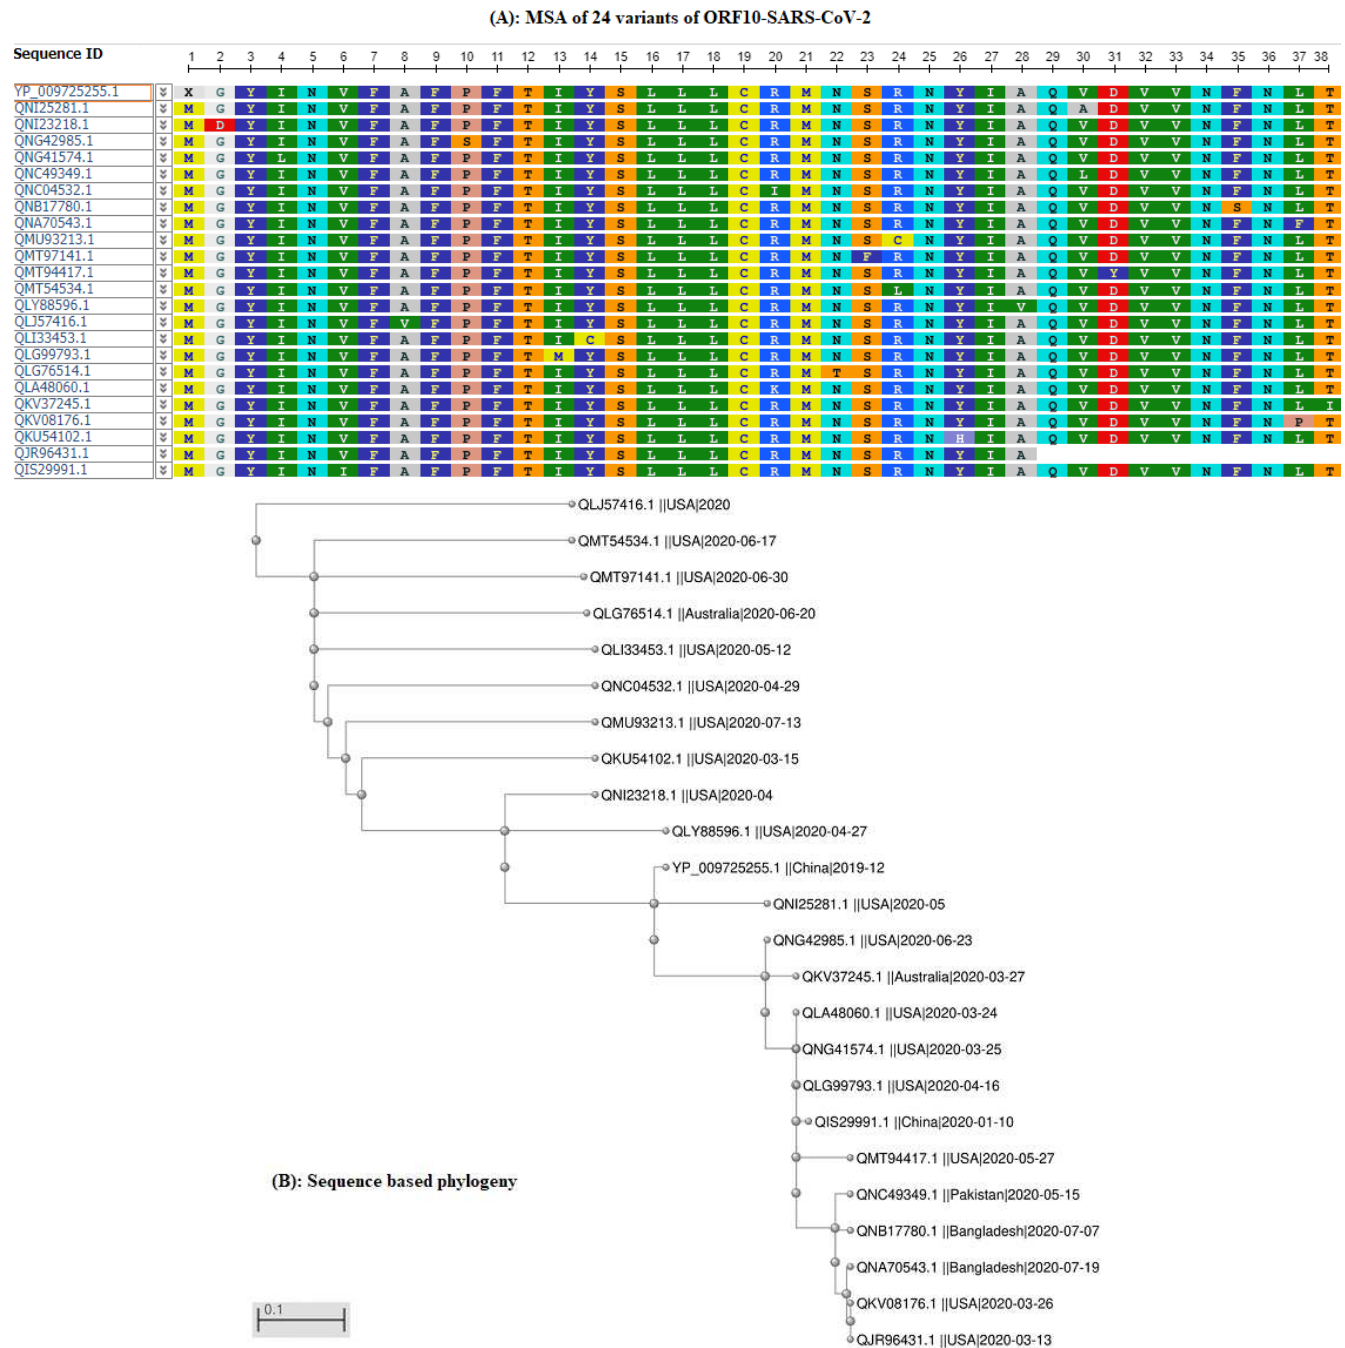 (A): MSA of 24 variants of ORF10-SARS-CoV-2
Sequence ID 1 2 3 4 5 6 7 8 9 10 11 12 13 14 15 16 17 18 19 20 21 22 23 24 25 26 27 28 29 30 31 32 33 34 35 36 37 38
YP_009725255.1 X G Y I N V F A F P F T I Y S L L L C R M N S R N Y I A Q V D V V N F N L T
QNI25281.1 M G Y I N V F A F P F T I Y S L L L C R M N S R N Y I A Q A D V V N F N L T
QNI23218.1 M D Y I N V F A F P F T I Y S L L L C R M N S R N Y I A Q V D V V N F N L T
QNG42985.1 M G Y I N V F A F S F T I Y S L L L C R M N S R N Y I A Q V D V V N F N L T
QNG41574.1 M G Y L N V F A F P F T I Y S L L L C R M N S R N Y I A Q V D V V N F N L T
QNC49349.1 M G Y I N V F A F P F T I Y S L L L C R M N S R N Y I A Q L D V V N F N L T
QNC04532.1 M G Y I N V F A F P F T I Y S L L L C I M N S R N Y I A Q V D V V N F N L T
QNB17780.1 M G Y I N V F A F P F T I Y S L L L C R M N S R N Y I A Q V D V V N S N L T
QNA70543.1 M G Y I N V F A F P F T I Y S L L L C R M N S R N Y I A Q V D V V N F N F T
QMU93213.1 M G Y I N V F A F P F T I Y S L L L C R M N S C N Y I A Q V D V V N F N L T
QMT97141.1 M G Y I N V F A F P F T I Y S L L L C R M N F R N Y I A Q V D V V N F N L T
QMT94417.1 M G Y I N V F A F P F T I Y S L L L C R M N S R N Y I A Q V Y V V N F N L T
QMT54534.1 M G Y I N V F A F P F T I Y S L L L C R M N S L N Y I A Q V D V V N F N L T
QLY88596.1 M G Y I N V F A F P F T I Y S L L L C R M N S R N Y I V Q V D V V N F N L T
QLJ57416.1 M G Y I N V F V F P F T I Y S L L L C R M N S R N Y I A Q V D V V N F N L T
QLI33453.1 M G Y I N V F A F P F T I C S L L L C R M N S R N Y I A Q V D V V N F N L T
QLG99793.1 M G Y I N V F A F P F T M Y S L L L C R M N S R N Y I A Q V D V V N F N L T
QLG76514.1 M G Y I N V F A F P F T I Y S L L L C R M T S R N Y I A Q V D V V N F N L T
QLA48060.1 M G Y I N V F A F P F T I Y S L L L C K M N S R N Y I A Q V D V V N F N L T
QKV37245.1 M G Y I N V F A F P F T I Y S L L L C R M N S R N Y I A Q V D V V N F N L I
QKV08176.1 M G Y I N V F A F P F T I Y S L L L C R M N S R N Y I A Q V D V V N F N P T
QKU54102.1 M G Y I N V F A F P F T I Y S L L L C R M N S R N H I A Q V D V V N F N L T
QJR96431.1 M G Y I N V F A F P F T I Y S L L L C R M N S R N Y I A
QIS29991.1 M G Y I N I F A F P F T I Y S L L L C R M N S R N Y I A Q V D V V N F N L T
QLJ57416.1 ||USA|2020
QMT54534.1 ||USA|2020-06-17
QMT97141.1 ||USA|2020-06-30
QLG76514.1 ||Australia|2020-06-20
QLI33453.1 ||USA|2020-05-12
QNC04532.1 ||USA|2020-04-29
QMU93213.1 ||USA|2020-07-13
QKU54102.1 ||USA|2020-03-15
QNI23218.1 ||USA|2020-04
QLY88596.1 ||USA|2020-04-27
YP_009725255.1 ||China|2019-12
QNI25281.1 ||USA|2020-05
QNG42985.1 ||USA|2020-06-23
QKV37245.1 ||Australia|2020-03-27
QLA48060.1 ||USA|2020-03-24
QNG41574.1 ||USA|2020-03-25
QLG99793.1 ||USA|2020-04-16
QIS29991.1 ||China|2020-01-10
QMT94417.1 ||USA|2020-05-27
(B): Sequence based phylogeny
QNC49349.1 ||Pakistan|2020-05-15
QNB17780.1 ||Bangladesh|2020-07-07
QNA70543.1 ||Bangladesh|2020-07-19
QKV08176.1 ||USA|2020-03-26
0.1
QJR96431.1 ||USA|2020-03-13